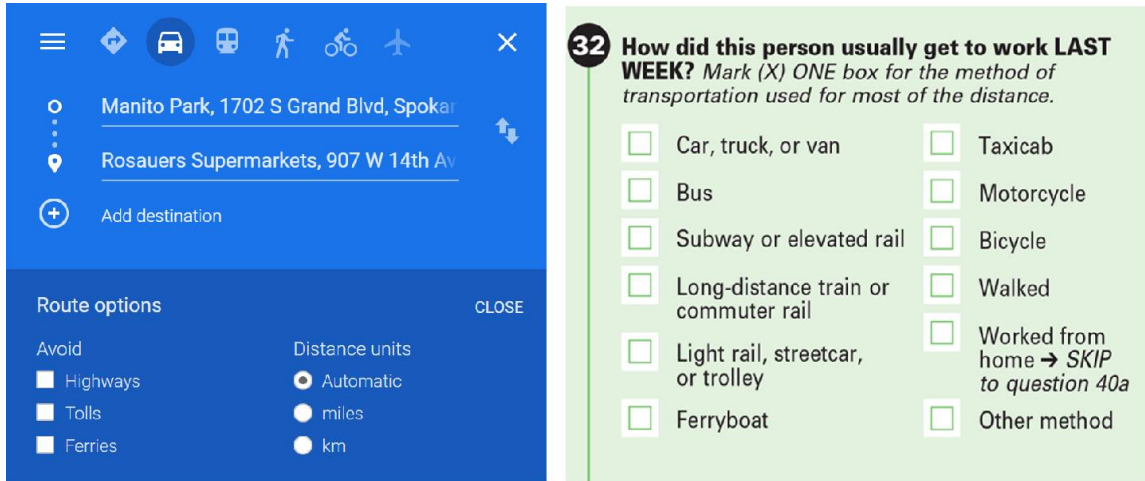 Manito Park, 1702 S Grand Blvd,
Rosauers Supermarkets, 907 W 14th
Add destination
Route options
CLOSE
Avoid
Distance units
Highways
Automatic
Tolls
miles
Ferries
km
32 How did this person usually get to work LAST
WEEK? Mark (X) ONE box for the method of
transportation used for most of the distance.
Car, truck, or van
Bus
Subway or elevated rail
Long-distance train or
commuter rail
Light rail, streetcar,
or trolley
Ferryboat
Taxicab
Motorcycle
Bicycle
Walked
Worked from
home → SKIP
to question 40a
Other method